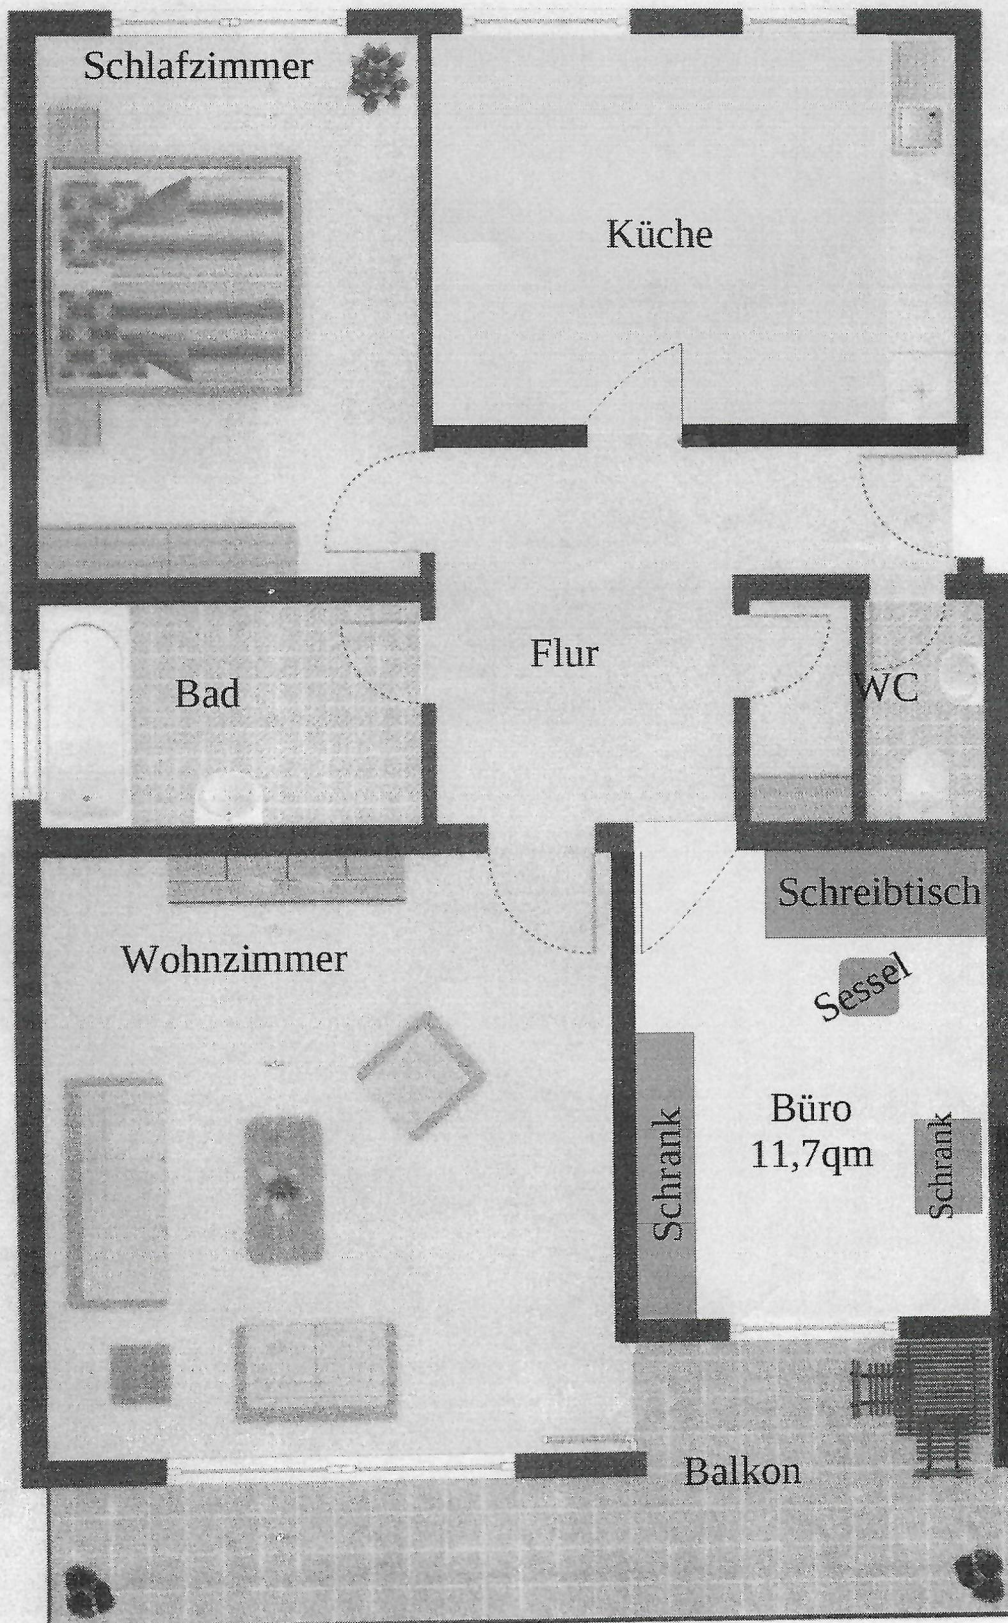 Schlafzimmer
Küche
Flur
Bad
WC
Schreibtisch
Sessel
Wohnzimmer
Büro
11,7qm
Schrank
Schrank
Balkon